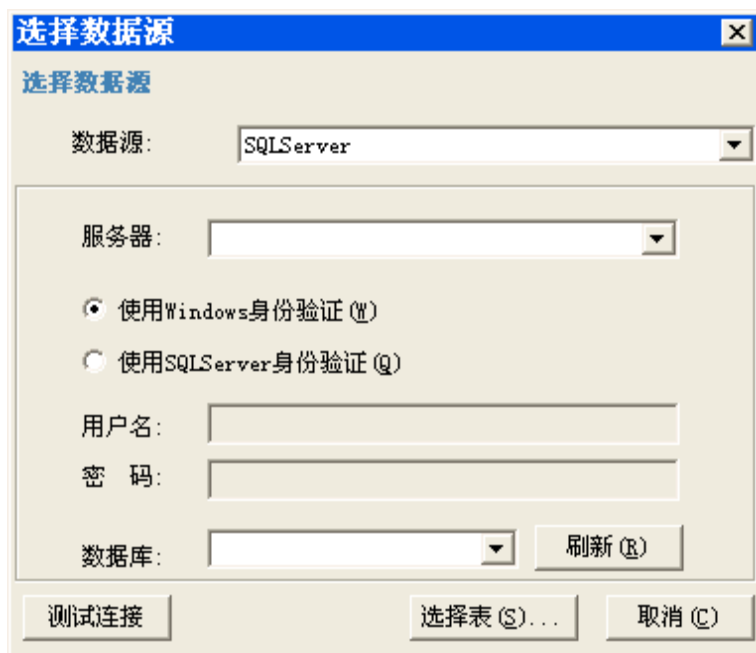 选择数据源
选择数据源
数据源: SQLServer
服务器:
使用Windows身份验证(W)
使用SQLServer身份验证(Q)
用户名:
密 码:
数据库: 刷新(R)
测试连接 选择表(S)... 取消(C)